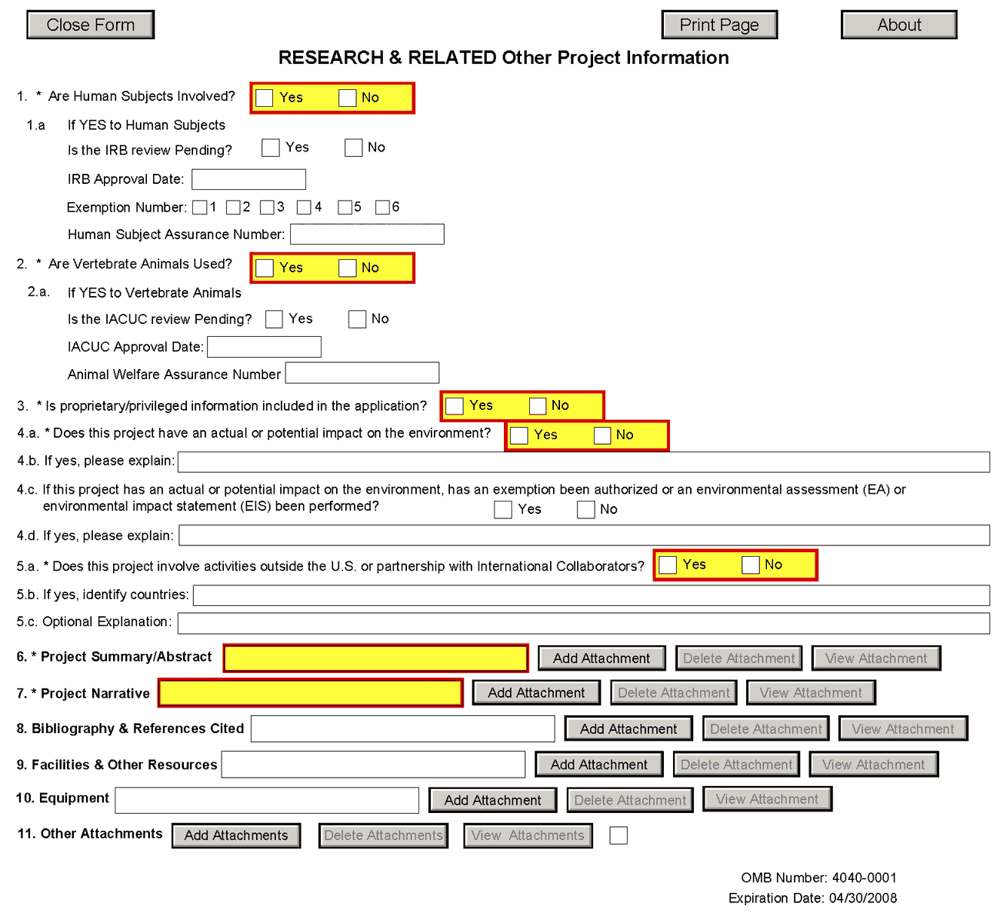 Close Form Print Page About
RESEARCH & RELATED Other Project Information
1. * Are Human Subjects Involved? Yes No
1.a If YES to Human Subjects
Is the IRB review Pending? Yes No
IRB Approval Date:
Exemption Number: 1 2 3 4 5 6
Human Subject Assurance Number:
2. * Are Vertebrate Animals Used? Yes No
2.a. If YES to Vertebrate Animals
Is the IACUC review Pending? Yes No
IACUC Approval Date:
Animal Welfare Assurance Number
3. * Is proprietary/privileged information included in the application? Yes No
4.a. * Does this project have an actual or potential impact on the environment? Yes No
4.b. If yes, please explain:
4.c. If this project has an actual or potential impact on the environment, has an exemption been authorized or an environmental assessment (EA) or
environmental impact statement (EIS) been performed? Yes No
4.d. If yes, please explain:
5.a. * Does this project involve activities outside the U.S. or partnership with International Collaborators? Yes No
5.b. If yes, identify countries:
5.c. Optional Explanation:
6. * Project Summary/Abstract Add Attachment Delete Attachment View Attachment
7. * Project Narrative Add Attachment Delete Attachment View Attachment
8. Bibliography & References Cited Add Attachment Delete Attachment View Attachment
9. Facilities & Other Resources Add Attachment Delete Attachment View Attachment
10. Equipment Add Attachment Delete Attachment View Attachment
11. Other Attachments Add Attachments Delete Attachments View Attachments
OMB Number: 4040-0001
Expiration Date: 04/30/2008